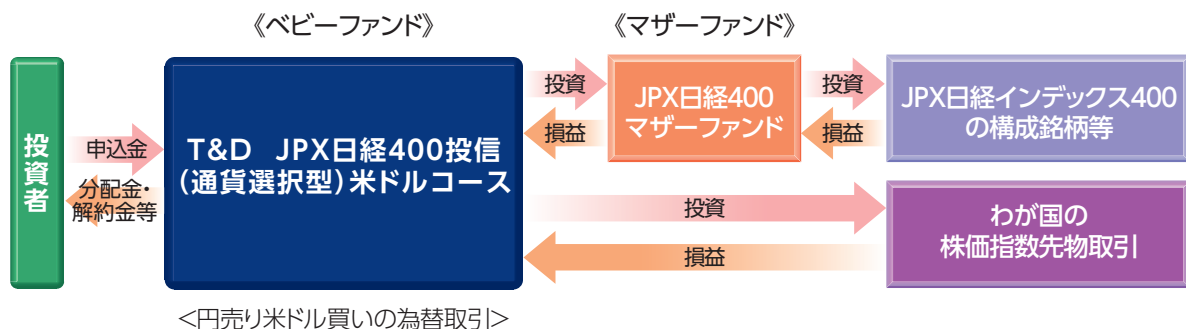 《ベビーファンド》
《マザーファンド》
投資者
申込金
分配金・
解約金等
T&D JPX日経400投信
(通貨選択型)米ドルコース
投資
損益
JPX日経400
マザーファンド
投資
損益
JPX日経インデックス400
の構成銘柄等
投資
損益
わが国の
株価指数先物取引
<円売り米ドル買いの為替取引>